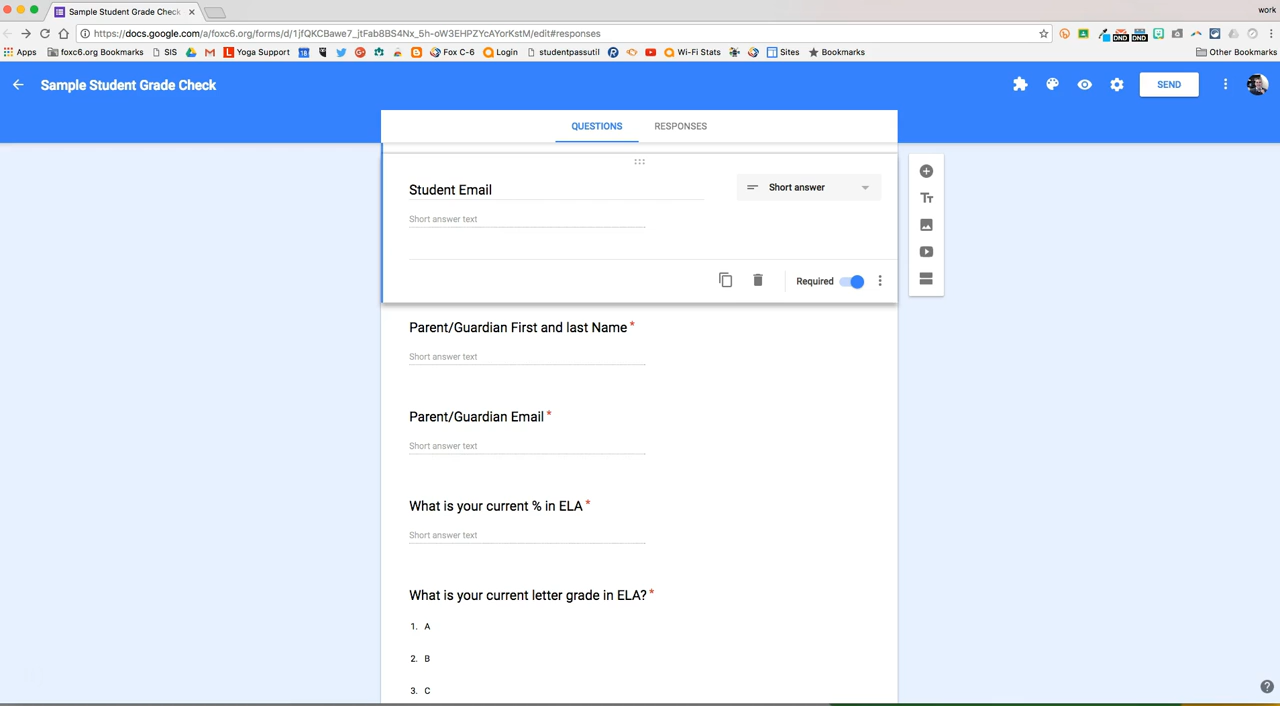 Sample Student Grade Check
work
https://docs.google.com/a/foxc6.org/forms/d/1jfQKCBawe7_jtFab8BS4Nx_5h-oW3EHPZYcAYorKstM/edit#responses
Apps foxc6.org Bookmarks SIS Yoga Support 18 Fox C-6 Login studentpassutil Wi-Fi Stats Sites Bookmarks DND DND Other Bookmarks
Sample Student Grade Check
SEND
QUESTIONS RESPONSES
Student Email
Short answer
Short answer text
Required
Parent/Guardian First and last Name *
Short answer text
Parent/Guardian Email *
Short answer text
What is your current % in ELA *
Short answer text
What is your current letter grade in ELA? *
1. A
2. B
3. C